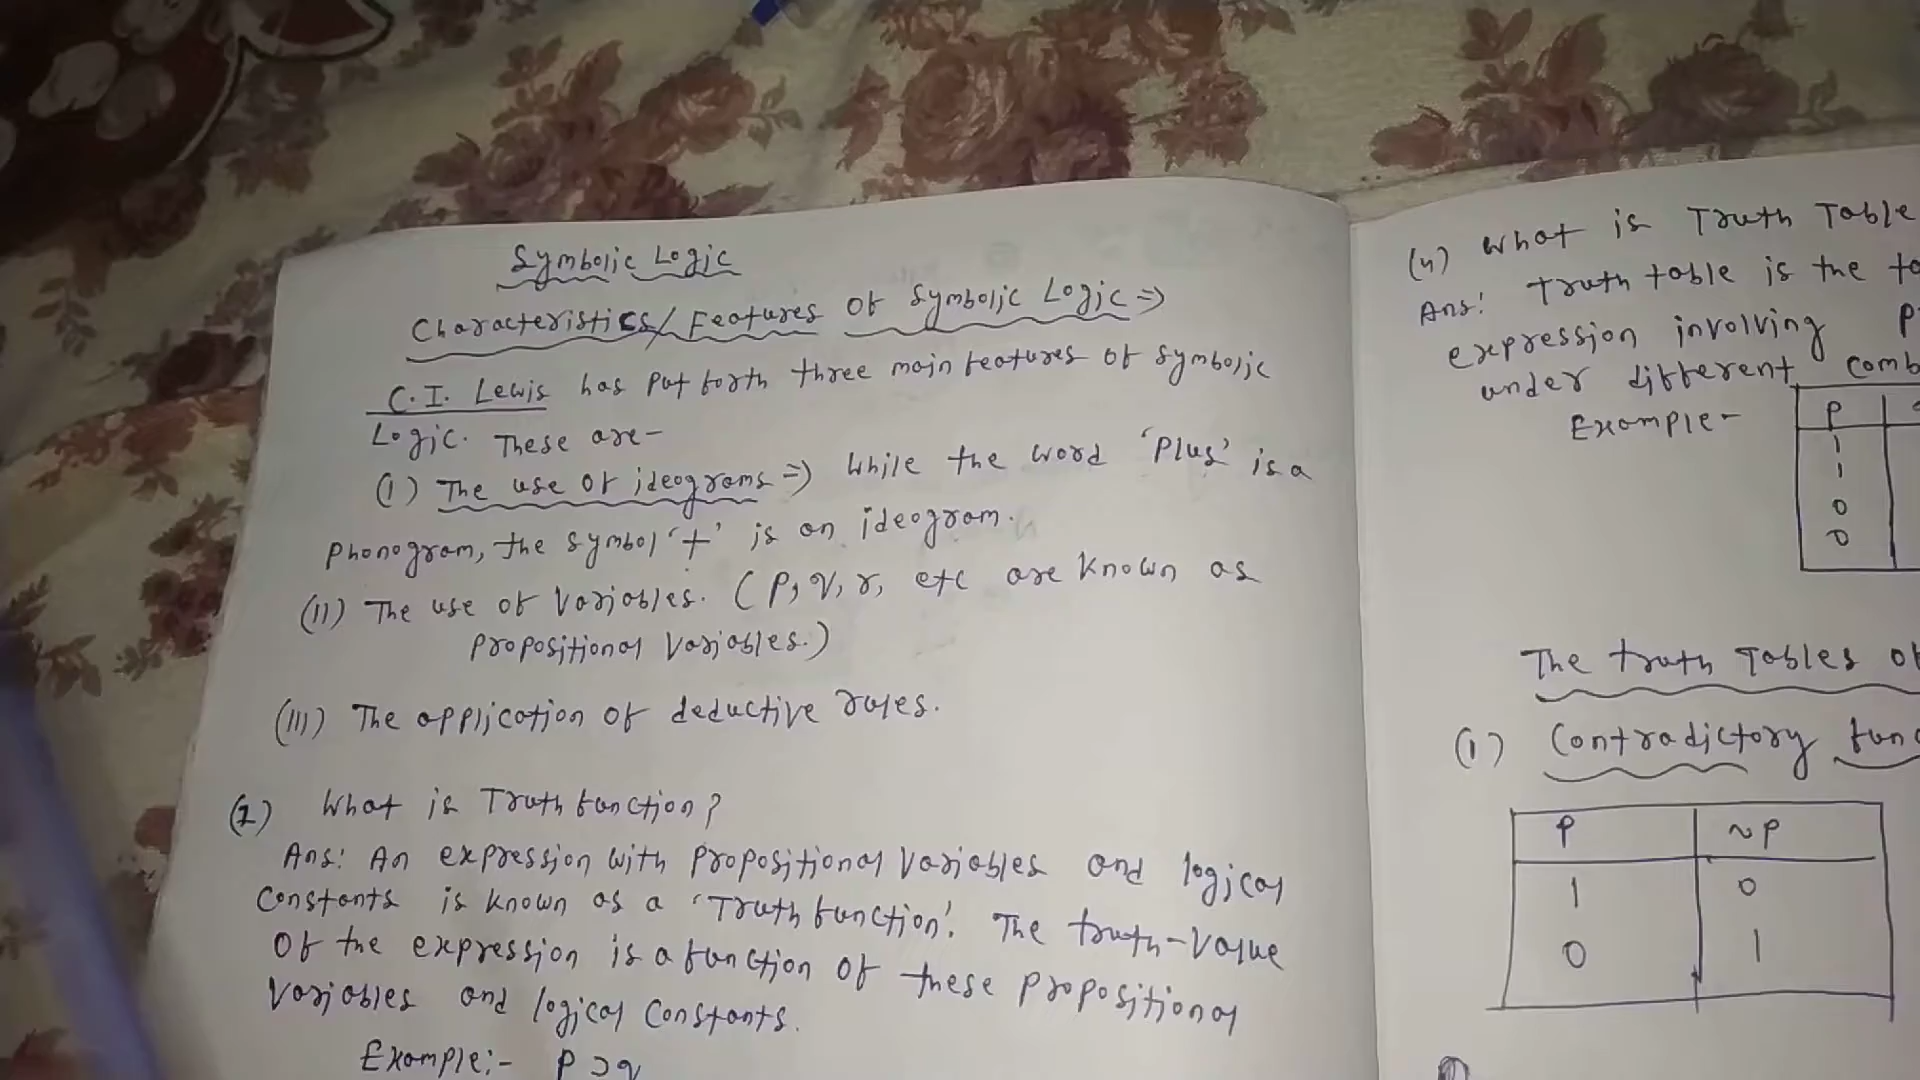 Symbolic Logic
Characteristics/Features of Symbolic Logic ⇒
C.I. Lewis has put forth three main features of symbolic
Logic. These are-
(I) The use of ideograms ⇒ While the word 'Plus' is a
phonogram, the symbol '+' is an ideogram.
(II) The use of Variables. (P, q, r, etc are known as
propositional variables.)
(III) The application of deductive rules.
(1) What is Truth function?
Ans: An expression with propositional variables and logical
Constants is known as a 'Truth function'. The truth-value
of the expression is a function of these propositional
variables and logical constants.
Example:- P ⊃ q
(4) What is Truth Table
Ans: Truth table is the
expression involving
under different
Example-
P
1
1
0
0
The truth Tables of
(1) Contradictory
P ~P
1 0
0 1